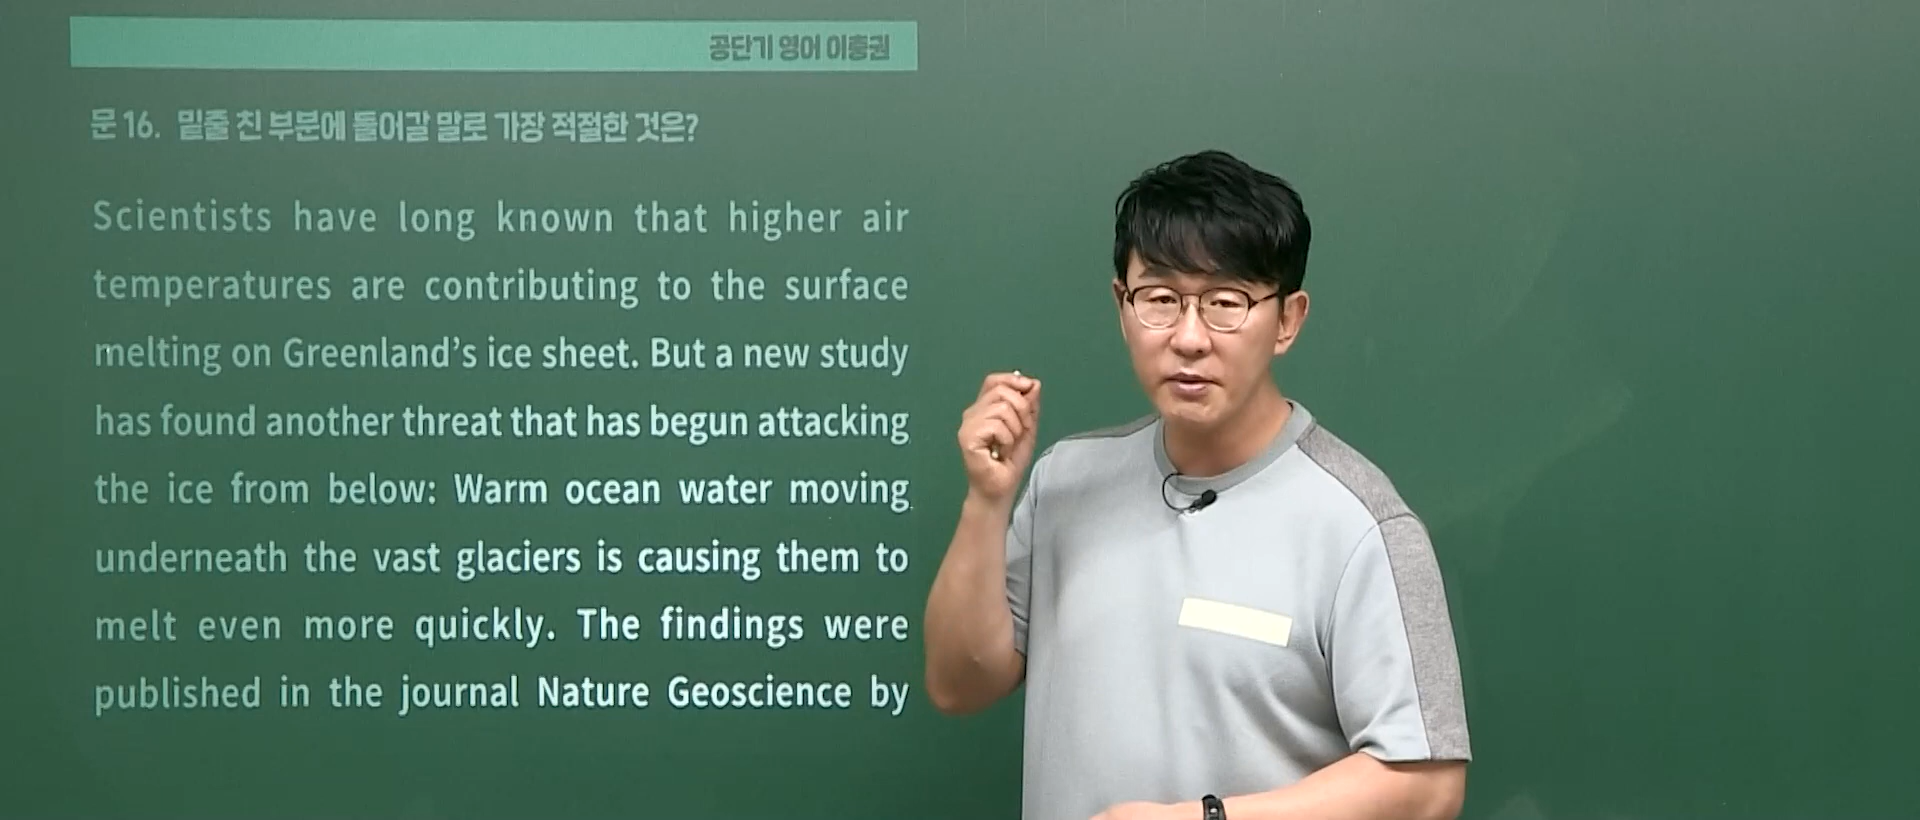 공단기 영어 이충권
문 16. 밑줄 친 부분에 들어갈 말로 가장 적절한 것은?
Scientists have long known that higher air
temperatures are contributing to the surface
melting on Greenland’s ice sheet. But a new study
has found another threat that has begun attacking
the ice from below: Warm ocean water moving
underneath the vast glaciers is causing them to
melt even more quickly. The findings were
published in the journal Nature Geoscience by